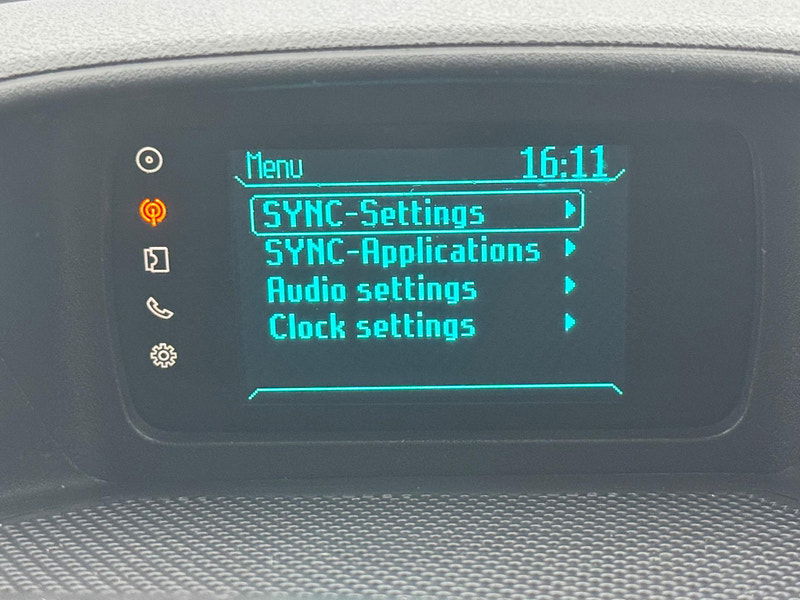 Menu 16:11
SYNC-Settings
SYNC-Applications
Audio settings
Clock settings